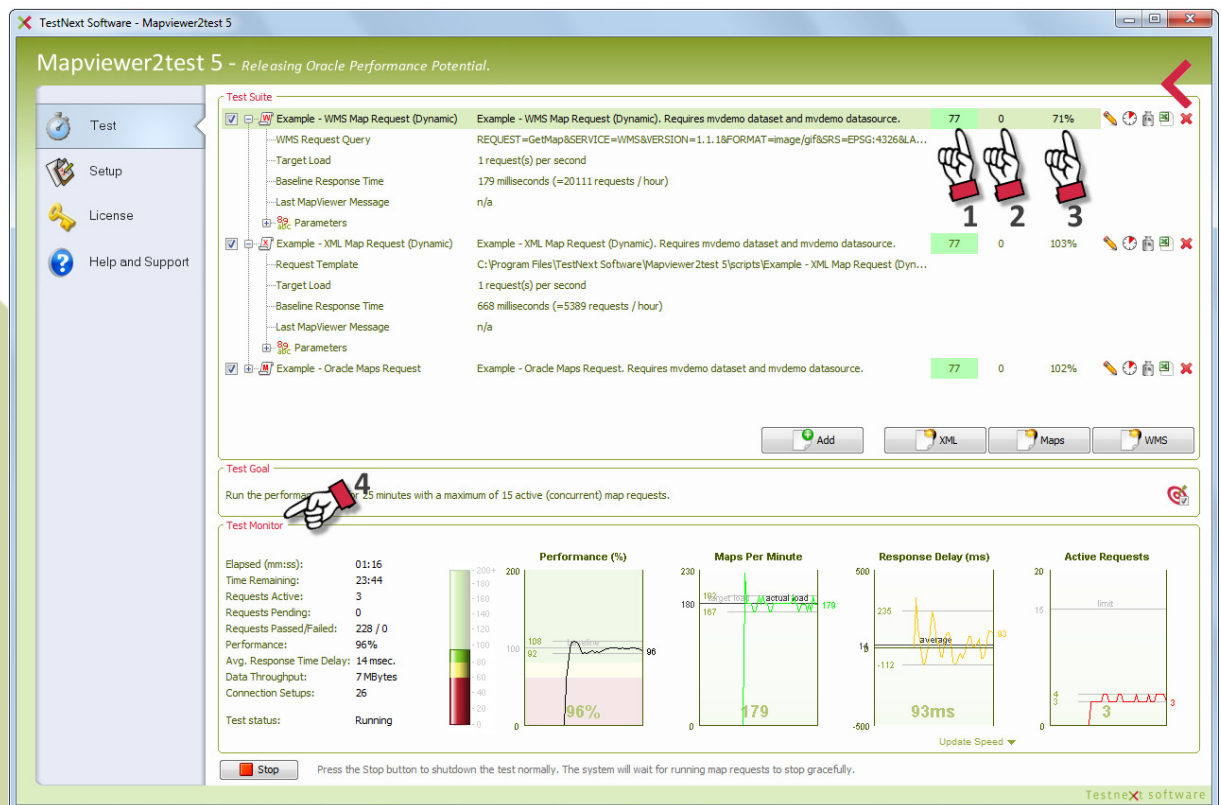 TestNext Software - Mapviewer2test 5
Mapviewer2test 5 - Releasing Oracle Performance Potential.
Test
Setup
License
Help and Support
Test Suite
Example - WMS Map Request (Dynamic) Example - WMS Map Request (Dynamic). Requires mvdemo dataset and mvdemo datasource. 77 0 71%
WMS Request Query REQUEST=GetMap&SERVICE=WMS&VERSION=1.1.1&FORMAT=image/gif&SRS=EPSG:4326&LA...
Target Load 1 request(s) per second
Baseline Response Time 179 milliseconds (=20111 requests / hour)
Last MapViewer Message n/a
Parameters
1 2 3
Example - XML Map Request (Dynamic) Example - XML Map Request (Dynamic). Requires mvdemo dataset and mvdemo datasource. 77 0 103%
Request Template C:\Program Files\TestNext Software\Mapviewer2test 5\scripts\Example - XML Map Request (Dyn...
Target Load 1 request(s) per second
Baseline Response Time 668 milliseconds (=5389 requests / hour)
Last MapViewer Message n/a
Parameters
Example - Oracle Maps Request Example - Oracle Maps Request. Requires mvdemo dataset and mvdemo datasource. 77 0 102%
Add XML Maps WMS
Test Goal
4
Run the performa 25 minutes with a maximum of 15 active (concurrent) map requests.
Test Monitor
Elapsed (mm:ss): 01:16
Time Remaining: 23:44
Requests Active: 3
Requests Pending: 0
Requests Passed/Failed: 228 / 0
Performance: 96%
Avg. Response Time Delay: 14 msec.
Data Throughput: 7 MBytes
Connection Setups: 26
Test status: Running
200+
180
160
120
100
80
60
40
20
0
Performance (%)
200
108
100
92
baseline
96
96%
0
Maps Per Minute
230
192
180
167
target load
actual load
179
179
0
Response Delay (ms)
500
235
14
average
93
-112
93ms
-500
Update Speed
Active Requests
20
15
limit
4
3
3
3
0
Stop Press the Stop button to shutdown the test normally. The system will wait for running map requests to stop gracefully.
Testnext software